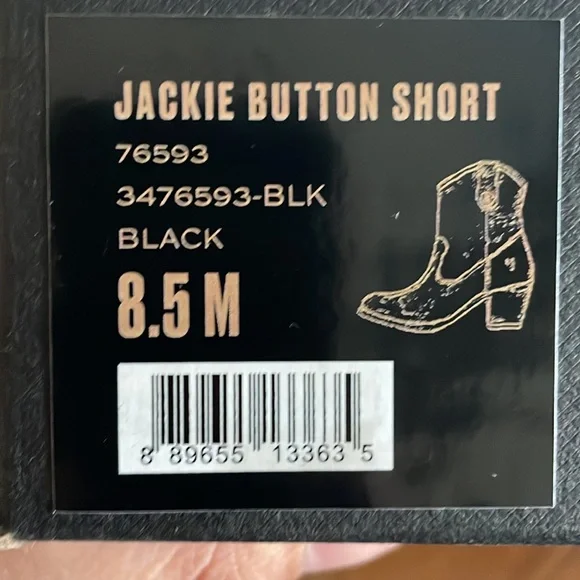 JACKIE BUTTON SHORT
76593
3476593-BLK
BLACK
8.5 M
8 89655 13363 5